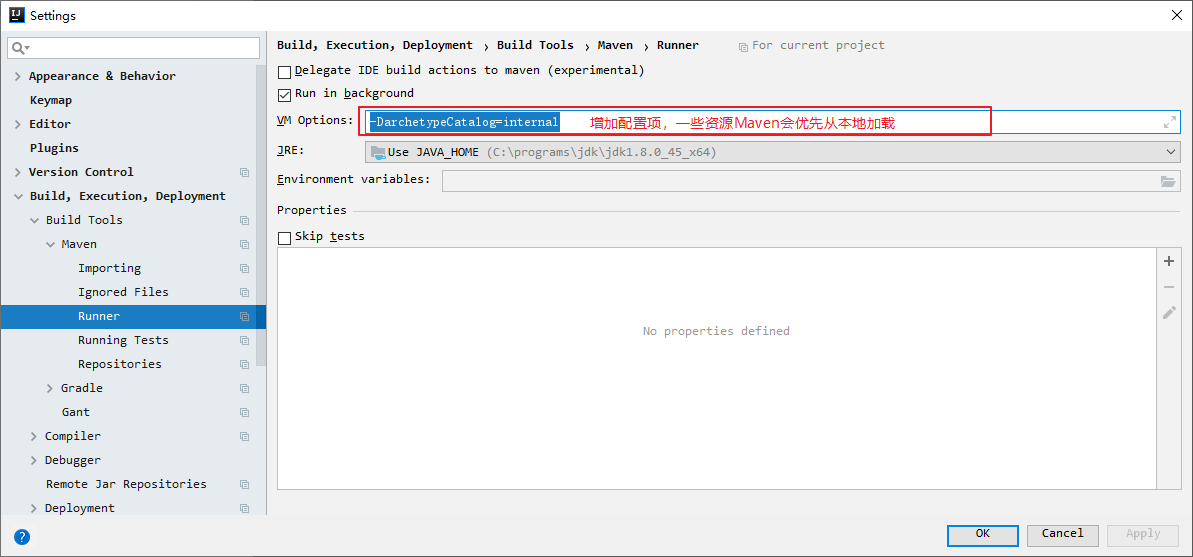 Settings
Appearance & Behavior
Keymap
Editor
Plugins
Version Control
Build, Execution, Deployment
Build Tools
Maven
Importing
Ignored Files
Runner
Running Tests
Repositories
Gradle
Gant
Compiler
Debugger
Remote Jar Repositories
Deployment
Build, Execution, Deployment › Build Tools › Maven › Runner For current project
Delegate IDE build actions to maven (experimental)
Run in background
VM Options: -DarchetypeCatalog=internal 增加配置项，一些资源Maven会优先从本地加载
JRE: Use JAVA_HOME (C:\programs\jdk\jdk1.8.0_45_x64)
Environment variables:
Properties
Skip tests
No properties defined
?
OK Cancel Apply